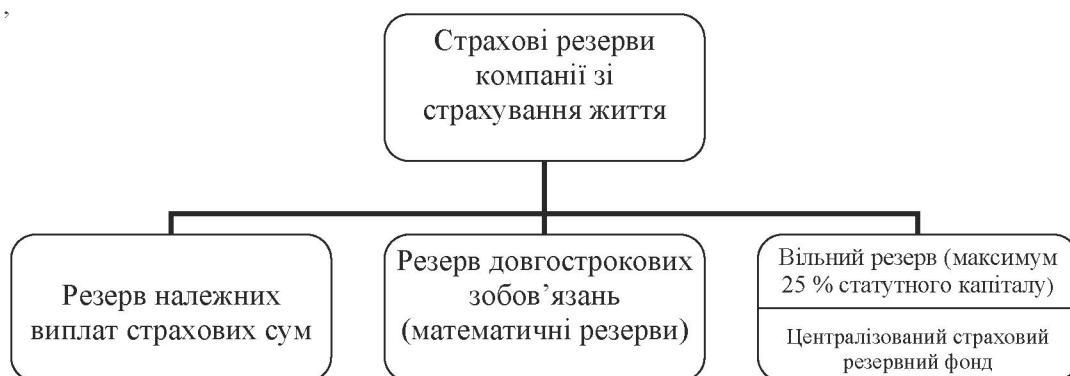 ,
Страхові резерви
компанії зі
страхування життя
Резерв належних
виплат страхових сум
Резерв довгострокових
зобов’язань
(математичні резерви)
Вільний резерв (максимум
25 % статутного капіталу)
Централізований страховий
резервний фонд